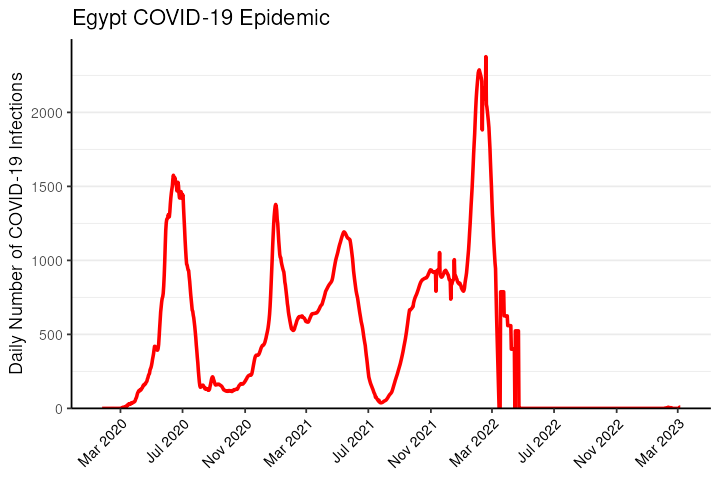 Egypt COVID-19 Epidemic
Daily Number of COVID-19 Infections
2000
1500
1000
500
0
Mar 2020
Jul 2020
Nov 2020
Mar 2021
Jul 2021
Nov 2021
Mar 2022
Jul 2022
Nov 2022
Mar 2023